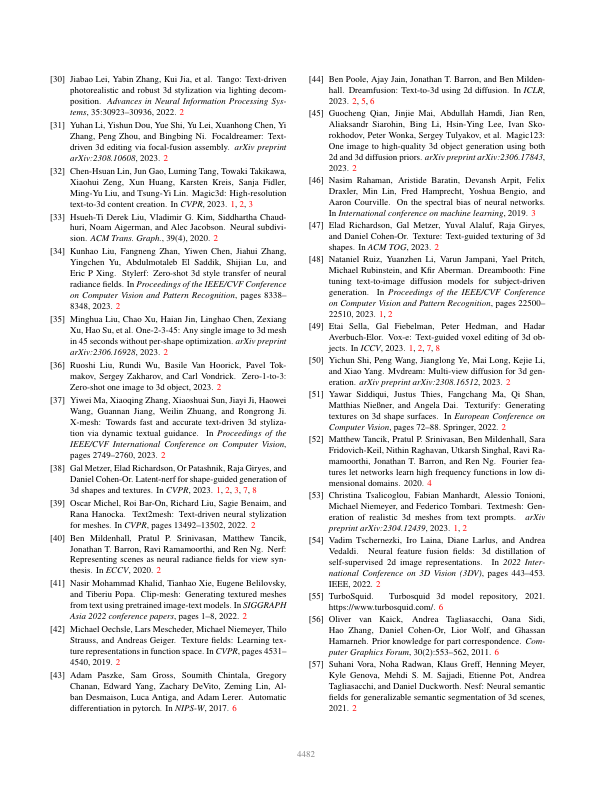 [30] Jiabao Lei, Yabin Zhang, Kui Jia, et al. Tango: Text-driven
photorealistic and robust 3d stylization via lighting decom-
position. Advances in Neural Information Processing Sys-
tems, 35:30923–30936, 2022. 2
[31] Yuhan Li, Yishun Dou, Yue Shi, Yu Lei, Xuanhong Chen, Yi
Zhang, Peng Zhou, and Bingbing Ni. Focaldreamer: Text-
driven 3d editing via focal-fusion assembly. arXiv preprint
arXiv:2308.10608, 2023. 2
[32] Chen-Hsuan Lin, Jun Gao, Luming Tang, Towaki Takikawa,
Xiaohui Zeng, Xun Huang, Karsten Kreis, Sanja Fidler,
Ming-Yu Liu, and Tsung-Yi Lin. Magic3d: High-resolution
text-to-3d content creation. In CVPR, 2023. 1, 2, 3
[33] Hsueh-Ti Derek Liu, Vladimir G. Kim, Siddhartha Chaud-
huri, Noam Aigerman, and Alec Jacobson. Neural subdivi-
sion. ACM Trans. Graph., 39(4), 2020. 2
[34] Kunhao Liu, Fangneng Zhan, Yiwen Chen, Jiahui Zhang,
Yingchen Yu, Abdulmotaleb El Saddik, Shijian Lu, and
Eric P Xing. Stylerf: Zero-shot 3d style transfer of neural
radiance fields. In Proceedings of the IEEE/CVF Conference
on Computer Vision and Pattern Recognition, pages 8338–
8348, 2023. 2
[35] Minghua Liu, Chao Xu, Haian Jin, Linghao Chen, Zexiang
Xu, Hao Su, et al. One-2-3-45: Any single image to 3d mesh
in 45 seconds without per-shape optimization. arXiv preprint
arXiv:2306.16928, 2023. 2
[36] Ruoshi Liu, Rundi Wu, Basile Van Hoorick, Pavel Tok-
makov, Sergey Zakharov, and Carl Vondrick. Zero-1-to-3:
Zero-shot one image to 3d object, 2023. 2
[37] Yiwei Ma, Xiaoqing Zhang, Xiaoshuai Sun, Jiayi Ji, Haowei
Wang, Guannan Jiang, Weilin Zhuang, and Rongrong Ji.
X-mesh: Towards fast and accurate text-driven 3d styliza-
tion via dynamic textual guidance. In Proceedings of the
IEEE/CVF International Conference on Computer Vision,
pages 2749–2760, 2023. 2
[38] Gal Metzer, Elad Richardson, Or Patashnik, Raja Giryes, and
Daniel Cohen-Or. Latent-nerf for shape-guided generation of
3d shapes and textures. In CVPR, 2023. 1, 2, 3, 7, 8
[39] Oscar Michel, Roi Bar-On, Richard Liu, Sagie Benaim, and
Rana Hanocka. Text2mesh: Text-driven neural stylization
for meshes. In CVPR, pages 13492–13502, 2022. 2
[40] Ben Mildenhall, Pratul P. Srinivasan, Matthew Tancik,
Jonathan T. Barron, Ravi Ramamoorthi, and Ren Ng. Nerf:
Representing scenes as neural radiance fields for view syn-
thesis. In ECCV, 2020. 2
[41] Nasir Mohammad Khalid, Tianhao Xie, Eugene Belilovsky,
and Tiberiu Popa. Clip-mesh: Generating textured meshes
from text using pretrained image-text models. In SIGGRAPH
Asia 2022 conference papers, pages 1–8, 2022. 2
[42] Michael Oechsle, Lars Mescheder, Michael Niemeyer, Thilo
Strauss, and Andreas Geiger. Texture fields: Learning tex-
ture representations in function space. In CVPR, pages 4531–
4540, 2019. 2
[43] Adam Paszke, Sam Gross, Soumith Chintala, Gregory
Chanan, Edward Yang, Zachary DeVito, Zeming Lin, Al-
ban Desmaison, Luca Antiga, and Adam Lerer. Automatic
differentiation in pytorch. In NIPS-W, 2017. 6
[44] Ben Poole, Ajay Jain, Jonathan T. Barron, and Ben Milden-
hall. Dreamfusion: Text-to-3d using 2d diffusion. In ICLR,
2023. 2, 5, 6
[45] Guocheng Qian, Jinjie Mai, Abdullah Hamdi, Jian Ren,
Aliaksandr Siarohin, Bing Li, Hsin-Ying Lee, Ivan Sko-
rokhodov, Peter Wonka, Sergey Tulyakov, et al. Magic123:
One image to high-quality 3d object generation using both
2d and 3d diffusion priors. arXiv preprint arXiv:2306.17843,
2023. 2
[46] Nasim Rahaman, Aristide Baratin, Devansh Arpit, Felix
Draxler, Min Lin, Fred Hamprecht, Yoshua Bengio, and
Aaron Courville. On the spectral bias of neural networks.
In International conference on machine learning, 2019. 3
[47] Elad Richardson, Gal Metzer, Yuval Alaluf, Raja Giryes,
and Daniel Cohen-Or. Texture: Text-guided texturing of 3d
shapes. In ACM TOG, 2023. 2
[48] Nataniel Ruiz, Yuanzhen Li, Varun Jampani, Yael Pritch,
Michael Rubinstein, and Kfir Aberman. Dreambooth: Fine
tuning text-to-image diffusion models for subject-driven
generation. In Proceedings of the IEEE/CVF Conference
on Computer Vision and Pattern Recognition, pages 22500–
22510, 2023. 1, 2
[49] Etai Sella, Gal Fiebelman, Peter Hedman, and Hadar
Averbuch-Elor. Vox-e: Text-guided voxel editing of 3d ob-
jects. In ICCV, 2023. 1, 2, 7, 8
[50] Yichun Shi, Peng Wang, Jianglong Ye, Mai Long, Kejie Li,
and Xiao Yang. Mvdream: Multi-view diffusion for 3d gen-
eration. arXiv preprint arXiv:2308.16512, 2023. 2
[51] Yawar Siddiqui, Justus Thies, Fangchang Ma, Qi Shan,
Matthias Nießner, and Angela Dai. Texturify: Generating
textures on 3d shape surfaces. In European Conference on
Computer Vision, pages 72–88. Springer, 2022. 2
[52] Matthew Tancik, Pratul P. Srinivasan, Ben Mildenhall, Sara
Fridovich-Keil, Nithin Raghavan, Utkarsh Singhal, Ravi Ra-
mamoorthi, Jonathan T. Barron, and Ren Ng. Fourier fea-
tures let networks learn high frequency functions in low di-
mensional domains. 2020. 4
[53] Christina Tsalicoglou, Fabian Manhardt, Alessio Tonioni,
Michael Niemeyer, and Federico Tombari. Textmesh: Gen-
eration of realistic 3d meshes from text prompts. arXiv
preprint arXiv:2304.12439, 2023. 1, 2
[54] Vadim Tschernezki, Iro Laina, Diane Larlus, and Andrea
Vedaldi. Neural feature fusion fields: 3d distillation of
self-supervised 2d image representations. In 2022 Inter-
national Conference on 3D Vision (3DV), pages 443–453.
IEEE, 2022. 2
[55] TurboSquid. Turbosquid 3d model repository, 2021.
https://www.turbosquid.com/. 6
[56] Oliver van Kaick, Andrea Tagliasacchi, Oana Sidi,
Hao Zhang, Daniel Cohen-Or, Lior Wolf, and Ghassan
Hamarneh. Prior knowledge for part correspondence. Com-
puter Graphics Forum, 30(2):553–562, 2011. 6
[57] Suhani Vora, Noha Radwan, Klaus Greff, Henning Meyer,
Kyle Genova, Mehdi S. M. Sajjadi, Etienne Pot, Andrea
Tagliasacchi, and Daniel Duckworth. Nesf: Neural semantic
fields for generalizable semantic segmentation of 3d scenes,
2021. 2
4482